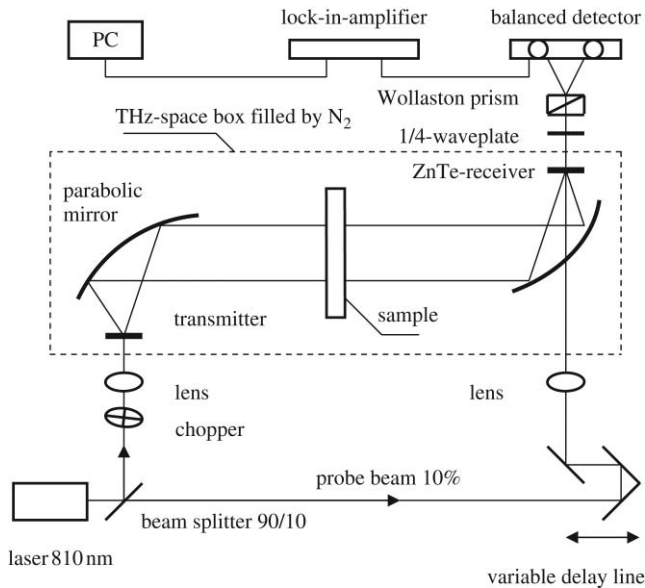 lock-in-amplifier
balanced detector
PC
Wollaston prism
THz-space box filled by N₂
1/4-waveplate
ZnTe-receiver
parabolic
mirror
transmitter
sample
lens
lens
chopper
probe beam 10%
beam splitter 90/10
laser 810 nm
variable delay line